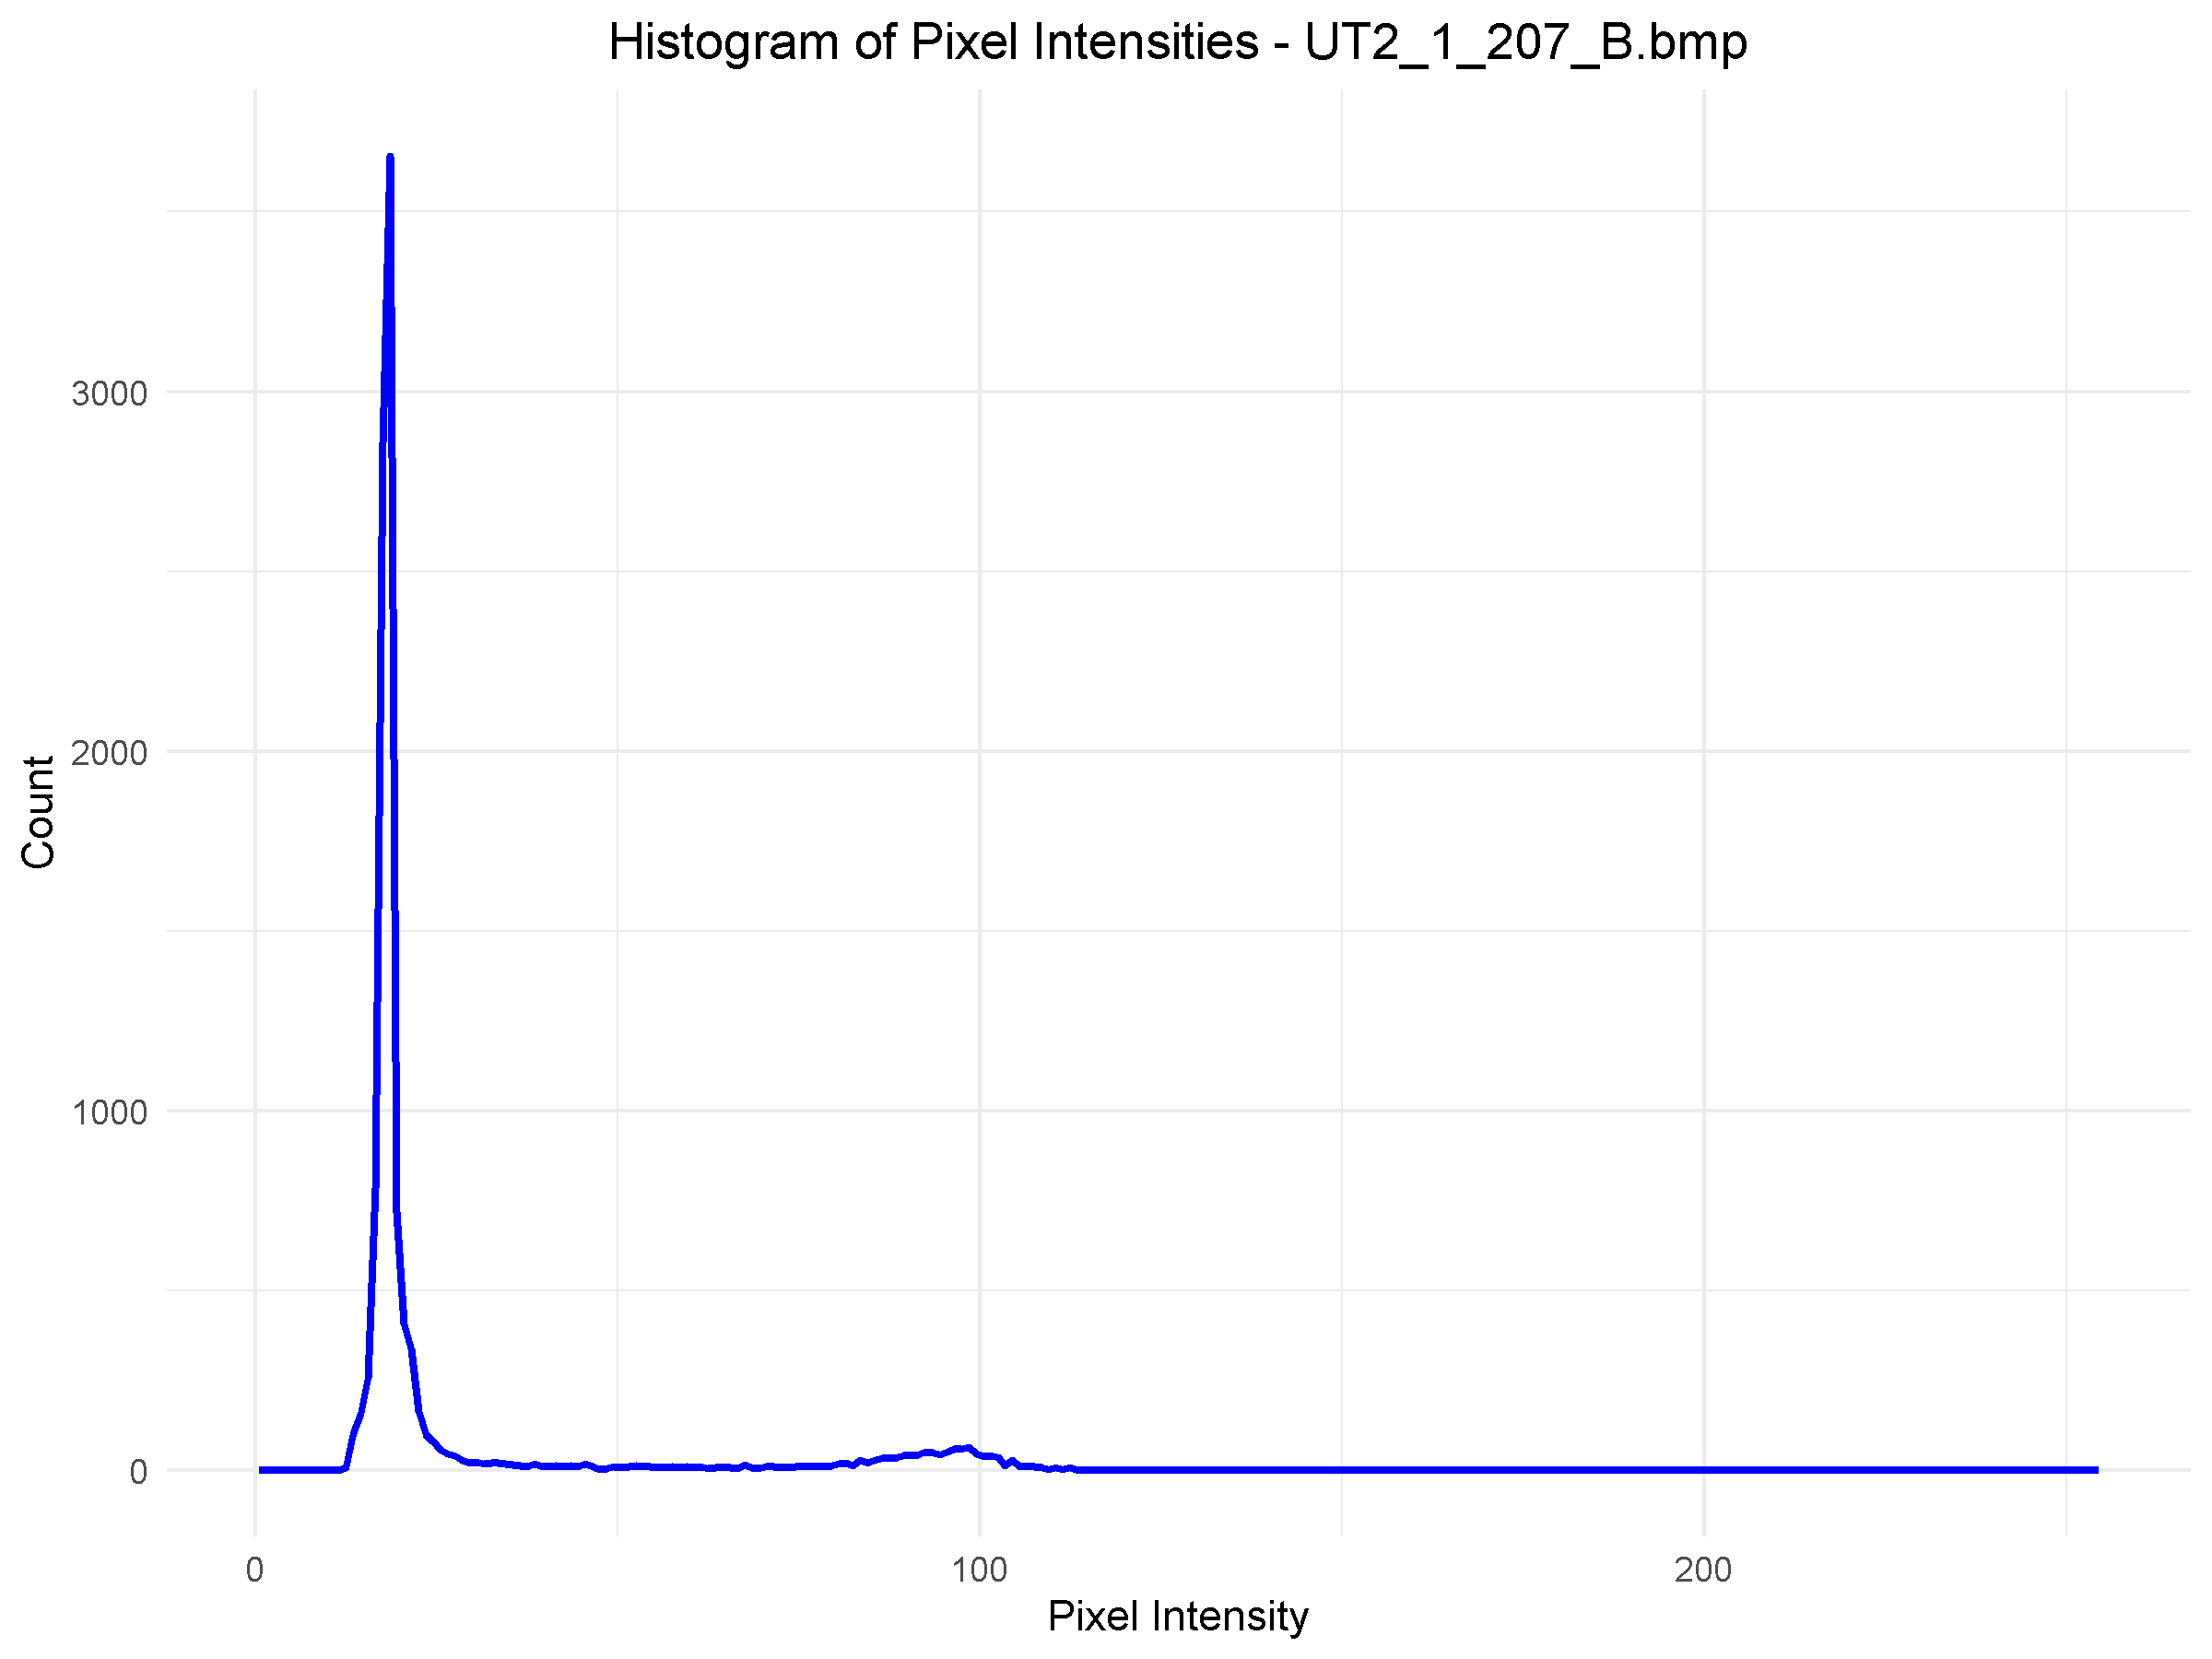 Histogram of Pixel Intensities - UT2_1_207_B.bmp
Count
3000
2000
1000
0
0 100 200
Pixel Intensity